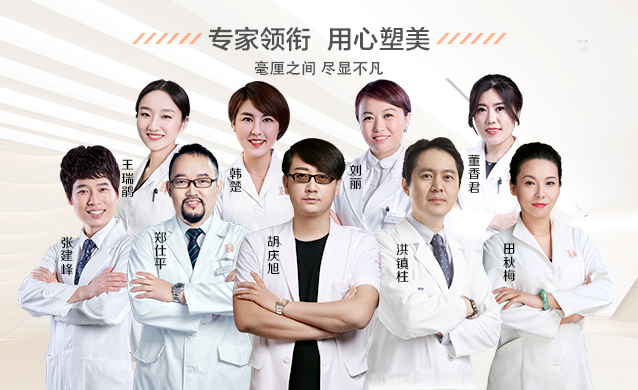 专家领衔 用心塑美
毫厘之间 尽显不凡
王瑞鹃
韩楚
刘丽
董香君
张建峰
郑仕平
胡庆旭
洪镇柱
田秋梅